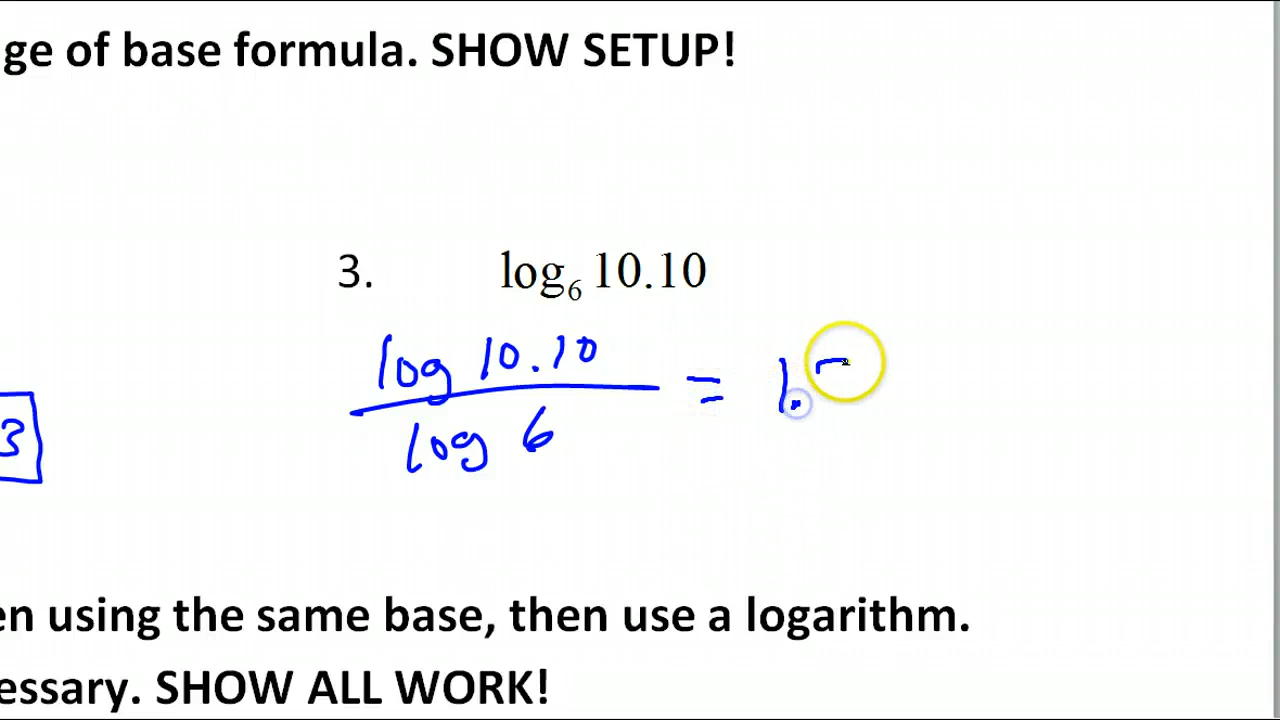 ge of base formula. SHOW SETUP!
3. log₆ 10.10
log 10.10
log 6
= 1.
3
en using the same base, then use a logarithm.
essary. SHOW ALL WORK!